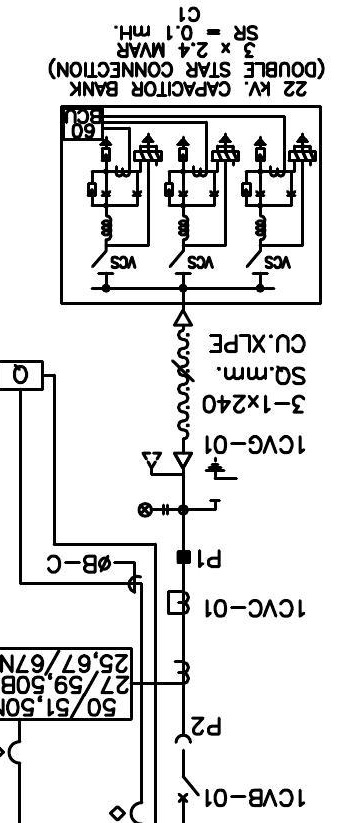 1CVB-01
P2
50/51,50N
27/59,50B
25,67/67N
1CVC-01
ØB-C
P1
1CVG-01
3-1x240
SQ.mm.
CU.XLPE
Q
VCS
VCS
VCS
60
BCU
22 kV. CAPACITOR BANK
(DOUBLE STAR CONNECTION)
3 x 2.4 MVAR
SR = 0.1 mH.
C1